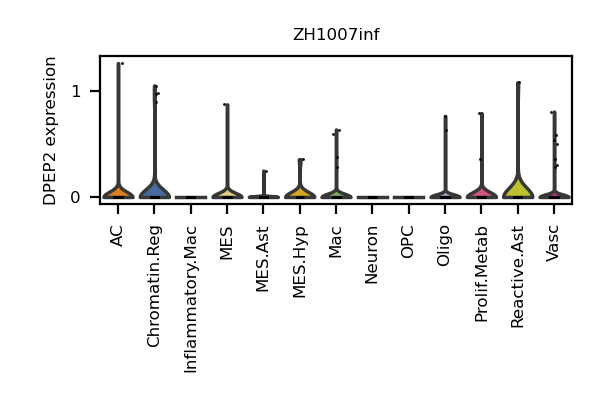 ZH1007inf
DPEP2 expression
1
0
AC
Chromatin.Reg
Inflammatory.Mac
MES
MES.Ast
MES.Hyp
Mac
Neuron
OPC
Oligo
Prolif.Metab
Reactive.Ast
Vasc